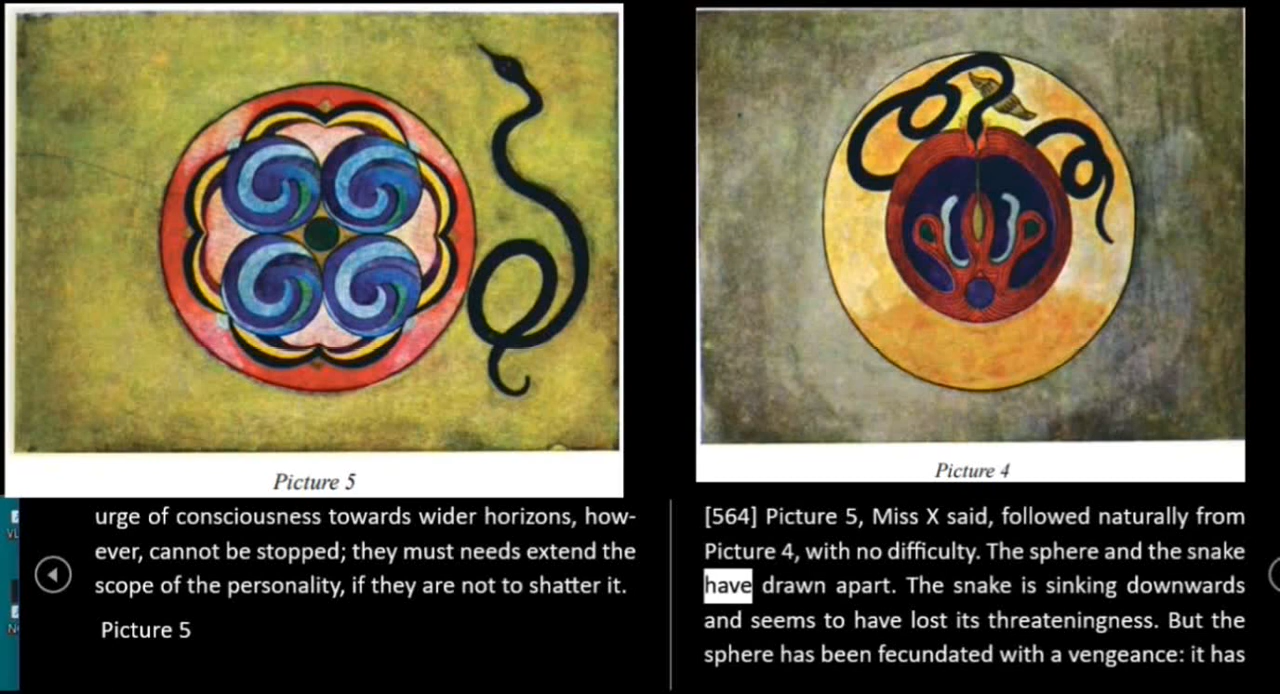 Picture 5
urge of consciousness towards wider horizons, how-
ever, cannot be stopped; they must needs extend the
scope of the personality, if they are not to shatter it.
Picture 5
Picture 4
[564] Picture 5, Miss X said, followed naturally from
Picture 4, with no difficulty. The sphere and the snake
have drawn apart. The snake is sinking downwards
and seems to have lost its threateningness. But the
sphere has been fecundated with a vengeance: it has